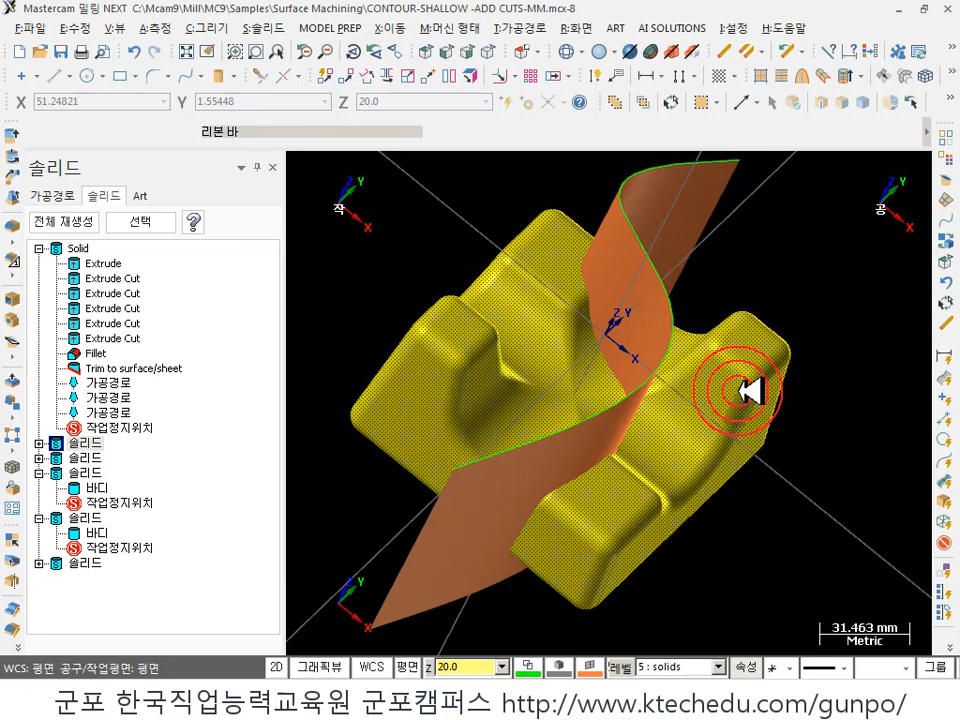 Mastercam 밀링 NEXT C:\Mcam9\Mill\MC9\Samples\Surface Machining\CONTOUR-SHALLOW -ADD CUTS-MM.mcx-8
F:파일 E:수정 V:뷰 A:측정 C:그리기 S:솔리드 MODEL PREP X:이동 M:머신 형태 T:가공경로 R:화면 ART AI SOLUTIONS I:설정 H:도움말
X 51.24821 Y 1.55448 Z 20.0
리본 바
솔리드
가공경로 솔리드 Art
전체 재생성 선택
Solid
Extrude
Extrude Cut
Extrude Cut
Extrude Cut
Extrude Cut
Extrude Cut
Fillet
Trim to surface/sheet
가공경로
가공경로
가공경로
작업정지위치
솔리드
솔리드
솔리드
바디
작업정지위치
솔리드
바디
작업정지위치
솔리드
Z Y
작 X
Z Y
공 X
Z Y
X
Z Y
X
31.463 mm
Metric
WCS: 평면 공구/작업평면: 평면 2D 그래픽뷰 WCS 평면 Z 20.0 레벨 5 : solids 속성 그룹
군포 한국직업능력교육원 군포캠퍼스 http://www.ktechedu.com/gunpo/